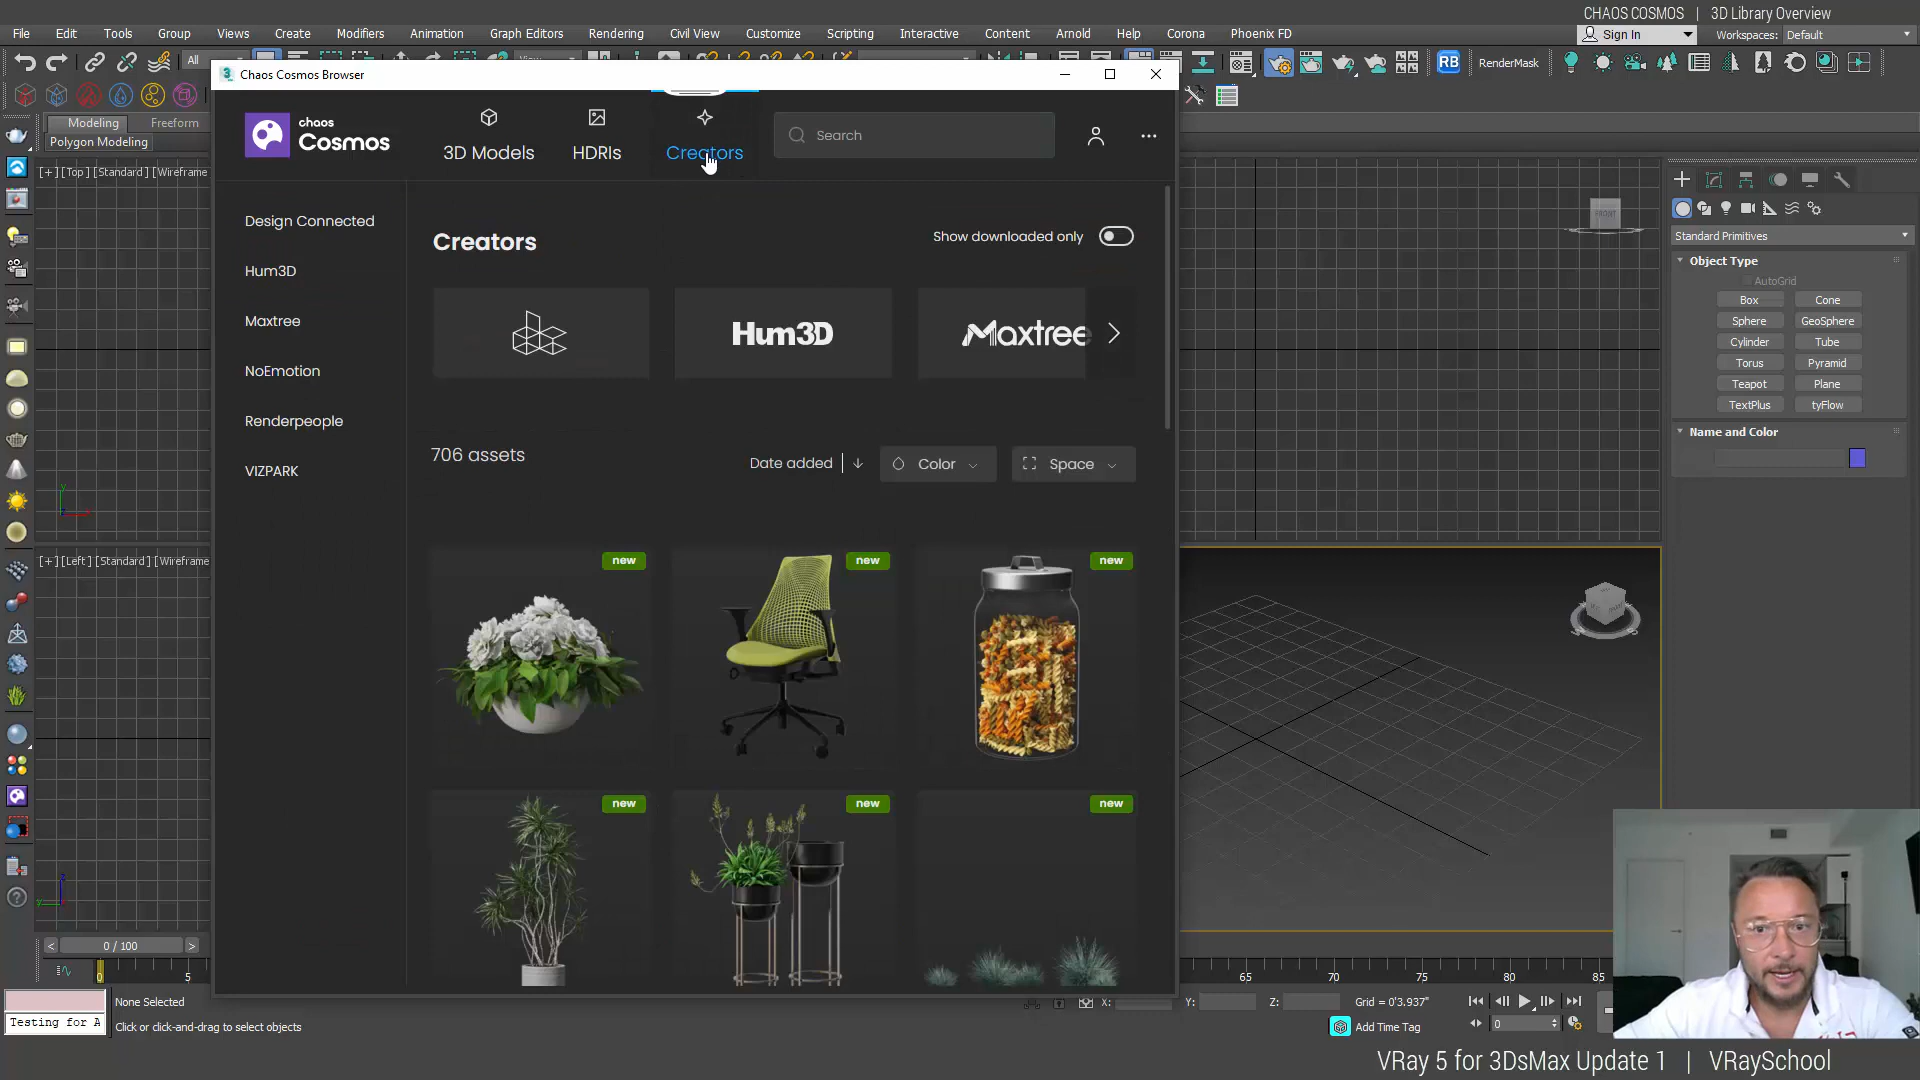 CHAOS COSMOS | 3D Library Overview
File Edit Tools Group Views Create Modifiers Animation Graph Editors Rendering Civil View Customize Scripting Interactive Content Arnold Help Corona Phoenix FD
Sign In
Workspaces: Default
All
View
RB
RenderMask
3
Chaos Cosmos Browser
Modeling Freeform
Polygon Modeling
chaos
Cosmos
3D Models
HDRIs
Creators
Search
[+] [Top] [Standard] [Wireframe
[+] [Left] [Standard] [Wireframe
Design Connected
Hum3D
Maxtree
NoEmotion
Renderpeople
VIZPARK
Creators
Show downloaded only
Hum3D
Maxtree
706 assets
Date added
Color
Space
new
new
new
new
new
new
FRONT
Standard Primitives
Object Type
AutoGrid
Box Cone
Sphere GeoSphere
Cylinder Tube
Torus Pyramid
Teapot Plane
TextPlus tyFlow
Name and Color
0 / 100
0 5
65 70 75 80 85
None Selected
X: Y: Z: Grid = 0'3.937"
Testing for A
Click or click-and-drag to select objects
Add Time Tag
0
VRay 5 for 3DsMax Update 1 | VRaySchool